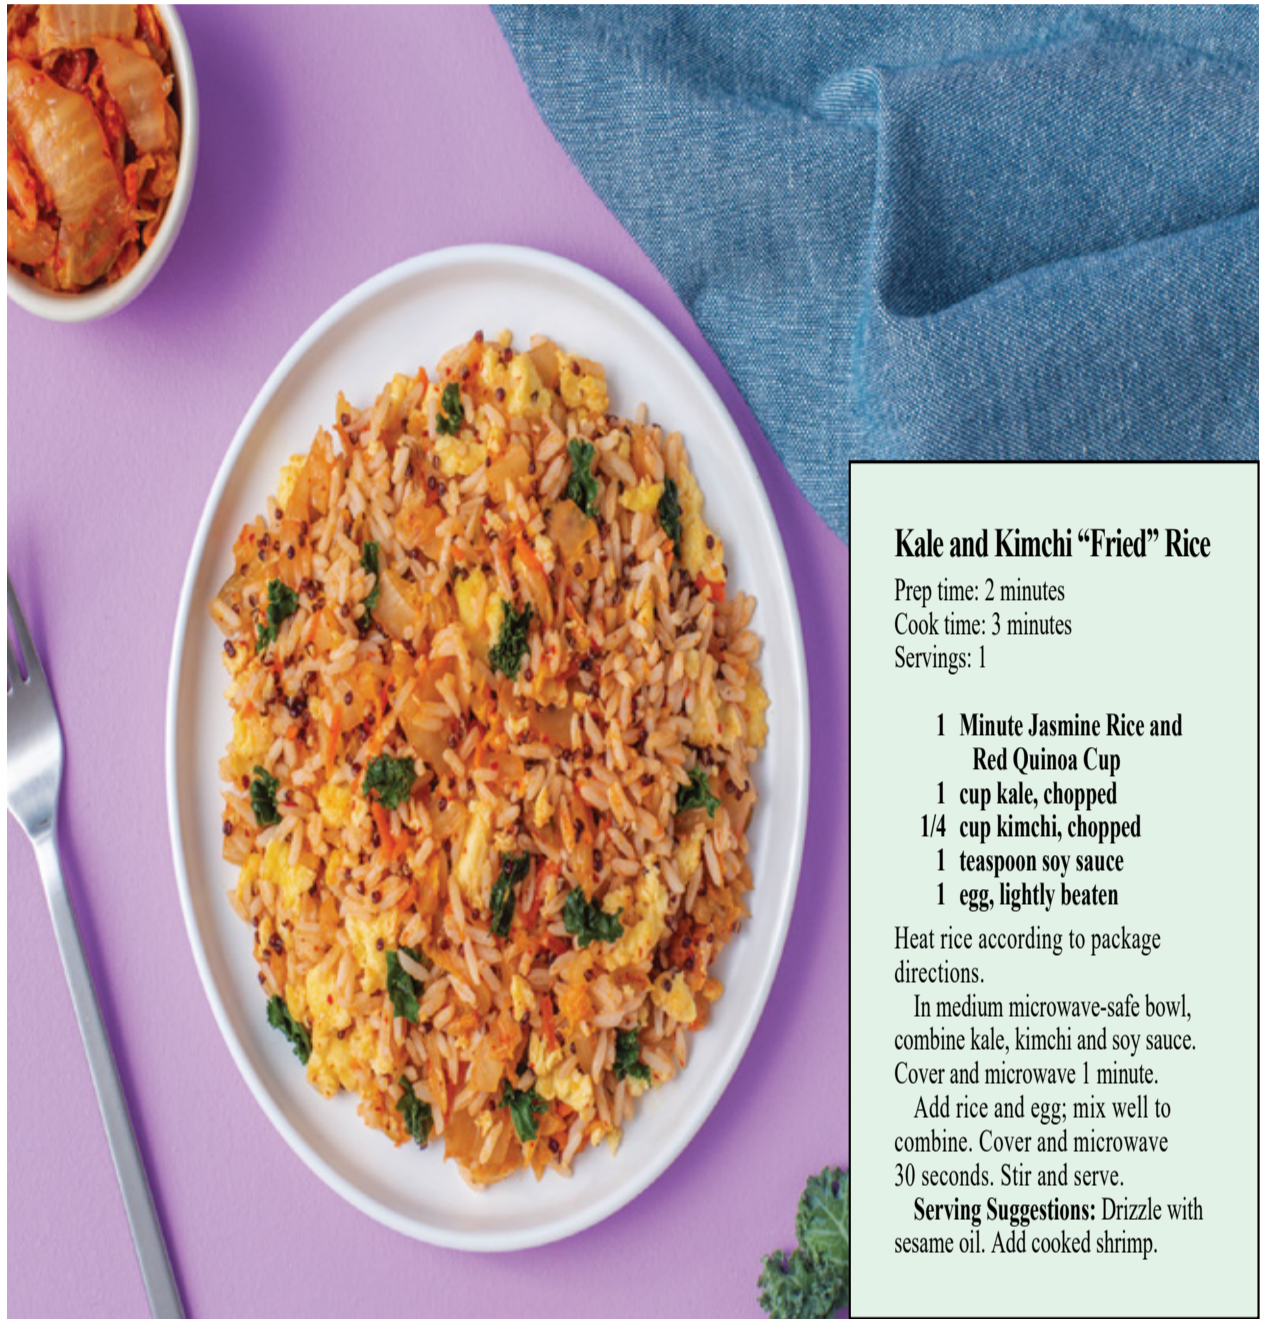 Kale and Kimchi “Fried” Rice
Prep time: 2 minutes
Cook time: 3 minutes
Servings: 1
1 Minute Jasmine Rice and
Red Quinoa Cup
1 cup kale, chopped
1/4 cup kimchi, chopped
1 teaspoon soy sauce
1 egg, lightly beaten
Heat rice according to package
directions.
In medium microwave-safe bowl,
combine kale, kimchi and soy sauce.
Cover and microwave 1 minute.
Add rice and egg; mix well to
combine. Cover and microwave
30 seconds. Stir and serve.
Serving Suggestions: Drizzle with
sesame oil. Add cooked shrimp.